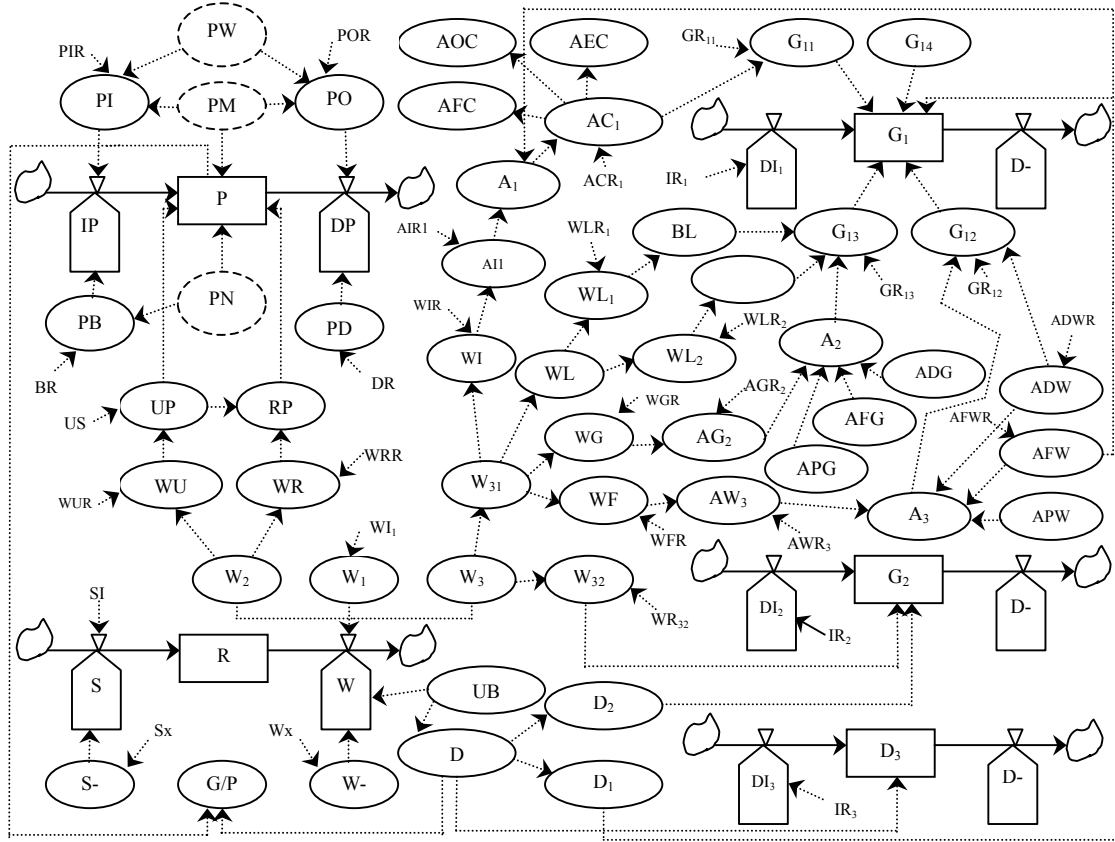 PW
POR
AOC
AEC
GR11
G11
G14
PIR
PI
PM
PO
AFC
AC1
G1
A1
ACR1
IR1
DI1
D-
P
IP
DP
AIR1
WLR1
BL
G13
G12
AI1
PN
WL1
GR13
GR12
PB
PD
WIR
WI
WL
WL2
WLR2
A2
ADWR
BR
DR
ADG
ADW
US
UP
RP
WGR
AGR2
AFG
AFWR
WG
AG2
AFW
WRR
APG
WUR
WU
WR
W31
WF
AW3
A3
APW
WI1
WFR
AWR3
W2
W1
W3
W32
G2
SI
WR32
DI2
IR2
D-
R
S
W
UB
D2
Sx
Wx
D
D3
S-
G/P
W-
D1
DI3
IR3
D-